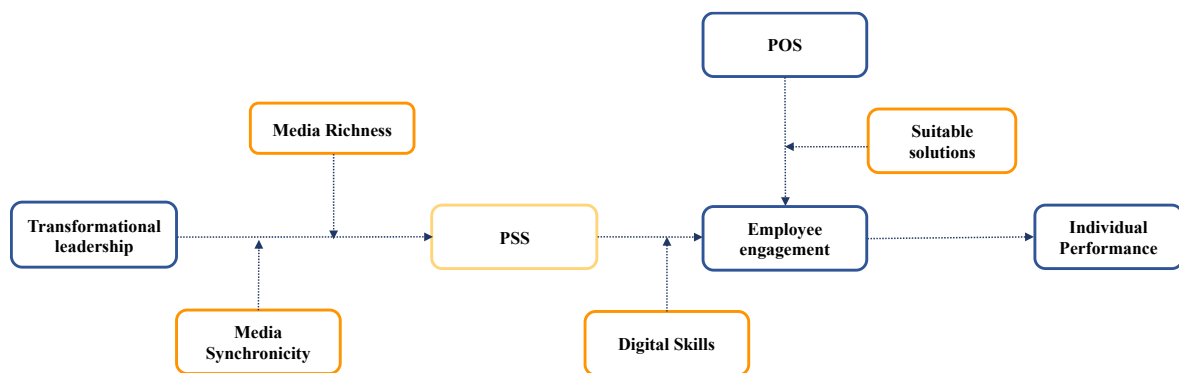 POS
Media Richness
Suitable
solutions
Transformational
leadership
PSS
Employee
engagement
Individual
Performance
Media
Synchronicity
Digital Skills